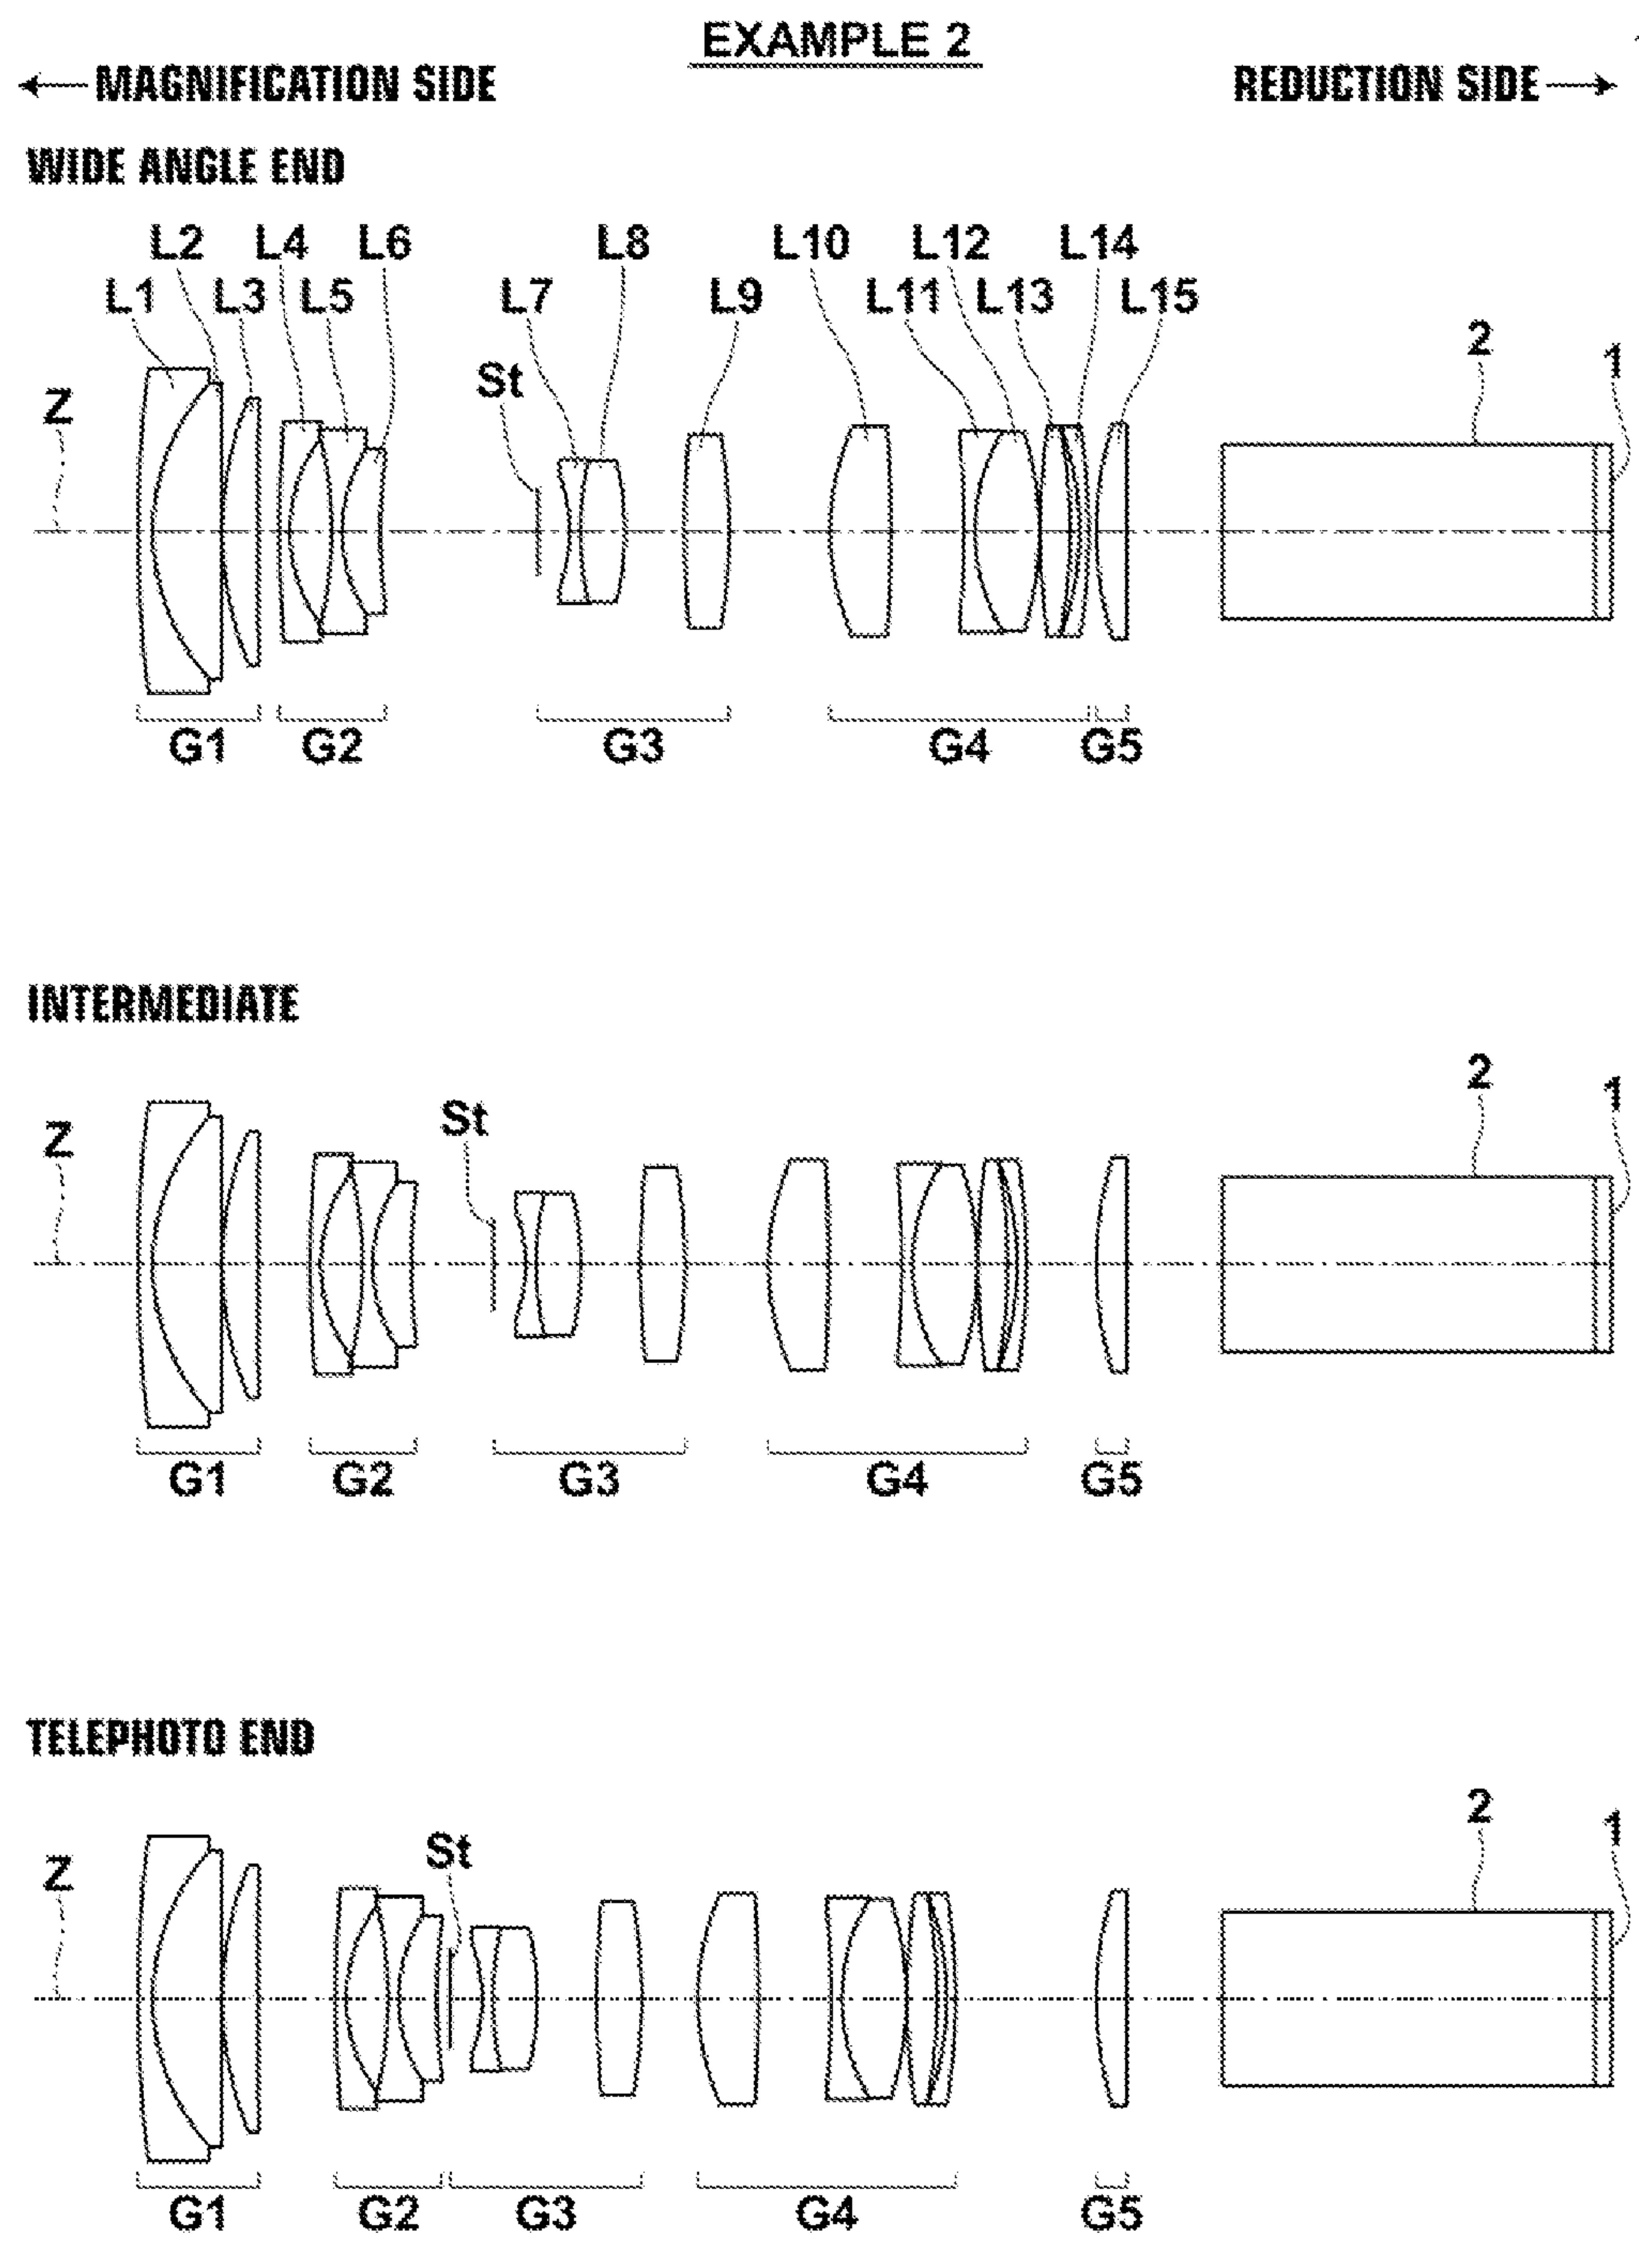 EXAMPLE 2
MAGNIFICATION SIDE REDUCTION SIDE
WIDE ANGLE END
L2 L4 L6 L8 L10 L12 L14
L1 L3 L5 L7 L9 L11 L13 L15
2
1
St
Z
G1 G2 G3 G4 G5
INTERMEDIATE
2
1
St
Z
G1 G2 G3 G4 G5
TELEPHOTO END
2
1
St
Z
G1 G2 G3 G4 G5